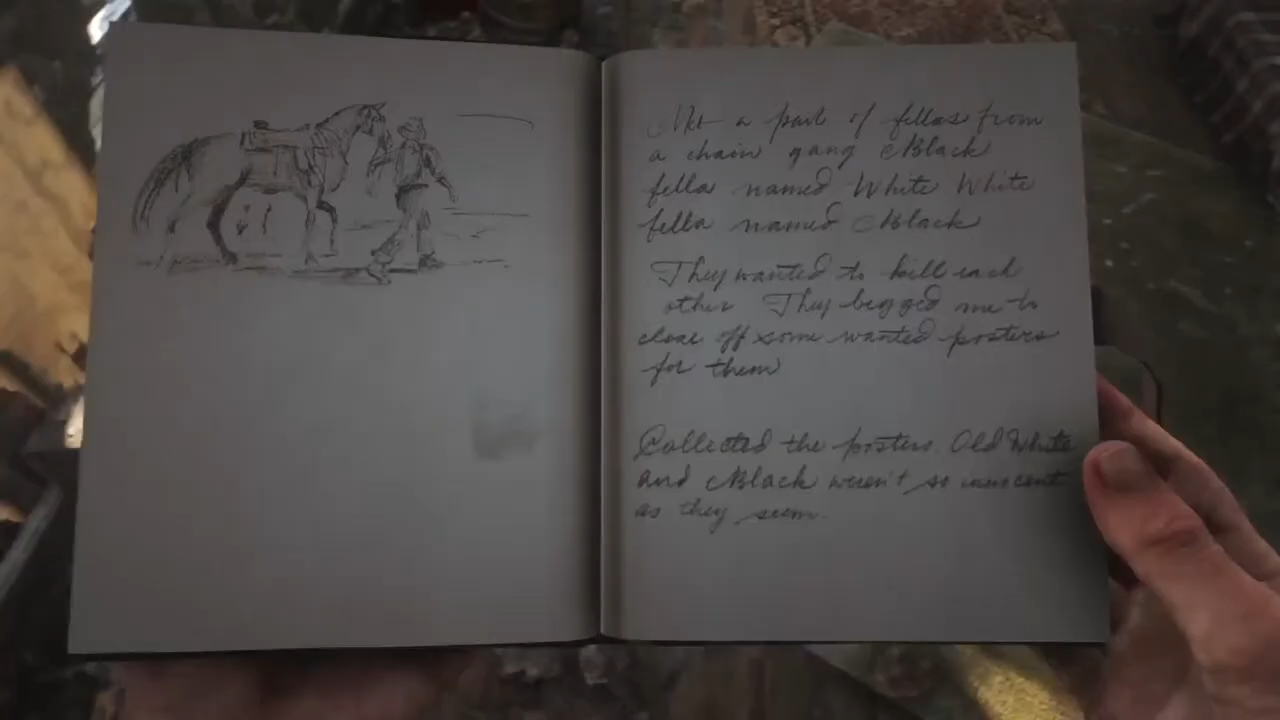 Met a pair of fellas from
a chain gang Black
fella named White White
fella named Black
They wanted to kill each
other They begged me to
clear off some wanted posters
for them
Collected the posters. Old White
and Black weren't so innocent
as they seem.